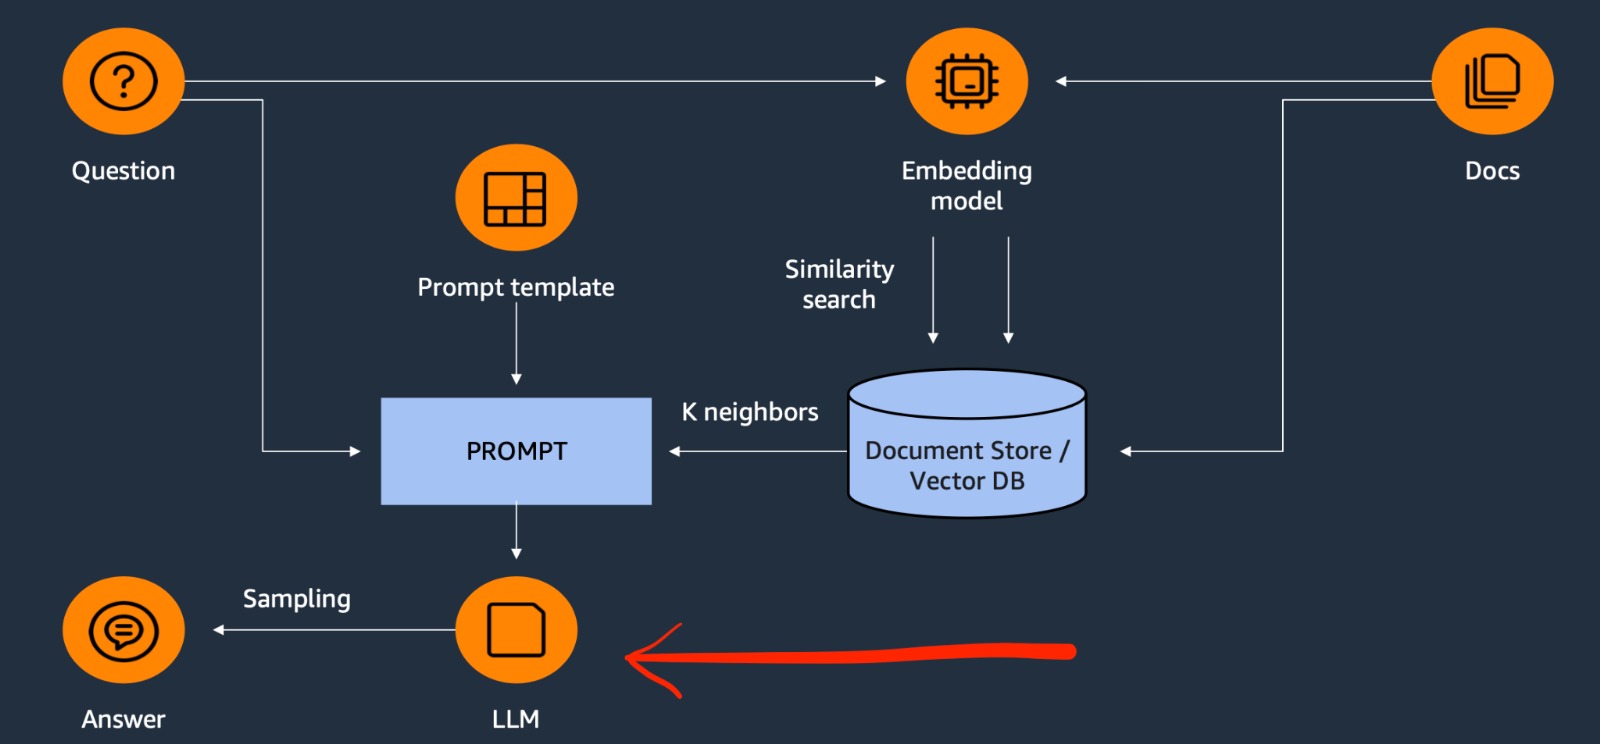 ?
Question
Embedding
model
Docs
Prompt template
Similarity
search
K neighbors
PROMPT
Document Store /
Vector DB
Sampling
Answer
LLM